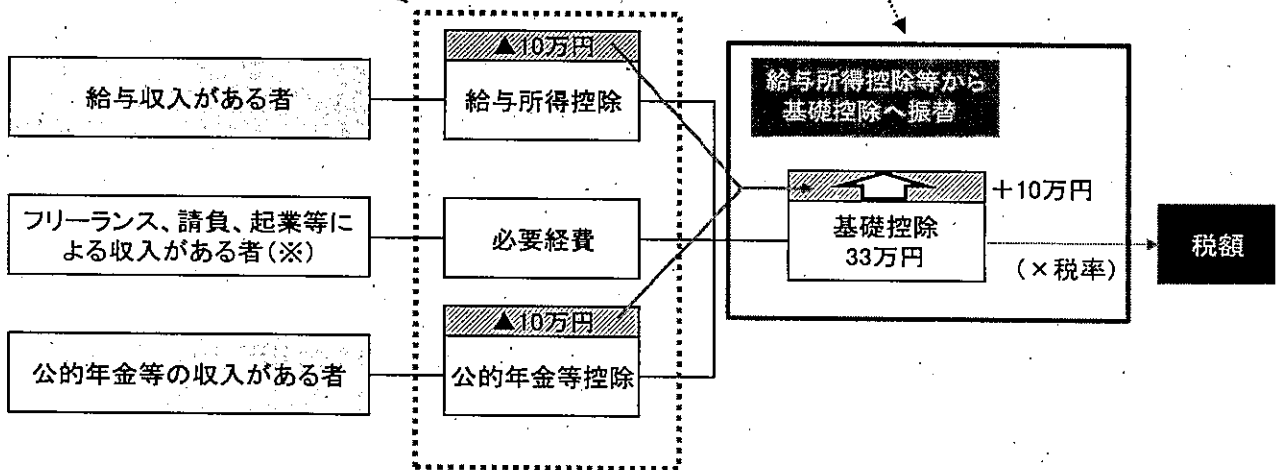 ▲10万円
給与収入がある者
給与所得控除
給与所得控除等から
基礎控除へ振替
フリーランス、請負、起業等に
よる収入がある者(※)
必要経費
+10万円
基礎控除
33万円
(×税率)
税額
▲10万円
公的年金等の収入がある者
公的年金等控除